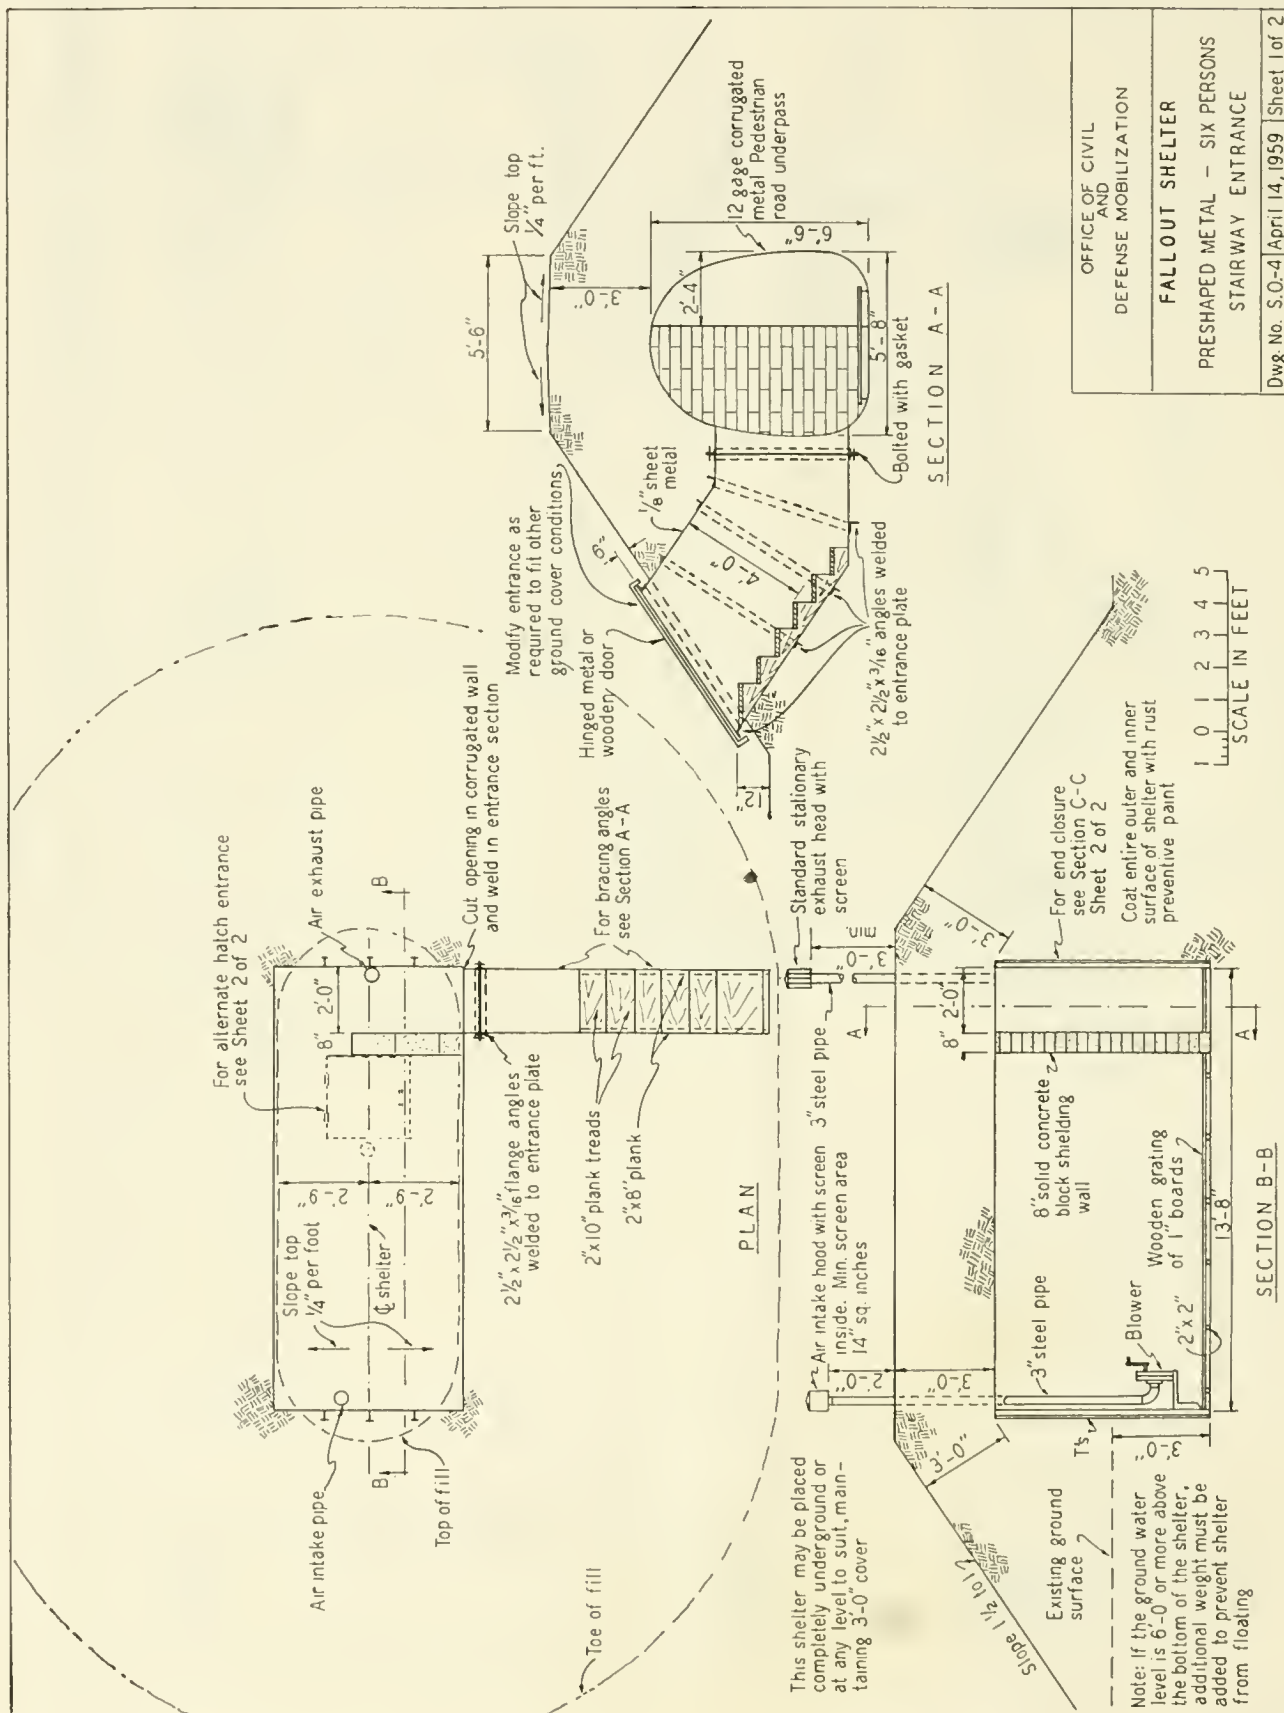 For alternate hatch entrance
see Sheet 2 of 2
Air exhaust pipe
Slope top
1/4" per foot
℄ shelter
Air intake pipe
B
B
8"
2'-0"
2'-9"
2'-9"
Top of fill
Toe of fill
Cut opening in corrugated wall
and weld in entrance section
2 1/2" x 2 1/2" x 3/16" flange angles
welded to entrance plate
For bracing angles
see Section A-A
2"x10" plank treads
2"x8" plank
PLAN
5'-6"
Slope top
1/4" per ft.
3'-0"
Modify entrance as
required to fit other
ground cover conditions
Hinged metal or
wooden door
9"
1/8" sheet
metal
4'-0"
12"
2 1/2" x 2 1/2" x 3/16" angles welded
to entrance plate
12 gage corrugated
metal Pedestrian
road underpass
6'-6"
2'-4"
5'-8"
Bolted with gasket
SECTION A-A
This shelter may be placed
completely underground or
at any level to suit, main-
taining 3'-0" cover
Air intake hood with screen
inside. Min. screen area
14" sq. inches
3" steel pipe
Standard stationary
exhaust head with
screen
3'-0"
min.
2'-0"
3'-0"
3'-0"
3'-0"
A
A
8"
2'-0"
Slope 1 1/2 to 1
Existing ground
surface
T's
3'-0"
3" steel pipe
8" solid concrete
block shielding
wall
Blower
Wooden grating
of 1" boards
2"x2"
13'-8"
For end closure
see Section C-C
Sheet 2 of 2
Coat entire outer and inner
surface of shelter with rust
preventive paint
Note: If the ground water
level is 6'-0" or more above
the bottom of the shelter,
additional weight must be
added to prevent shelter
from floating
SECTION B-B
1 0 1 2 3 4 5
SCALE IN FEET
OFFICE OF CIVIL
AND
DEFENSE MOBILIZATION
FALLOUT SHELTER
PRESHAPED METAL – SIX PERSONS
STAIRWAY ENTRANCE
Dwg. No. S.O.-4 April 14, 1959 Sheet 1 of 2